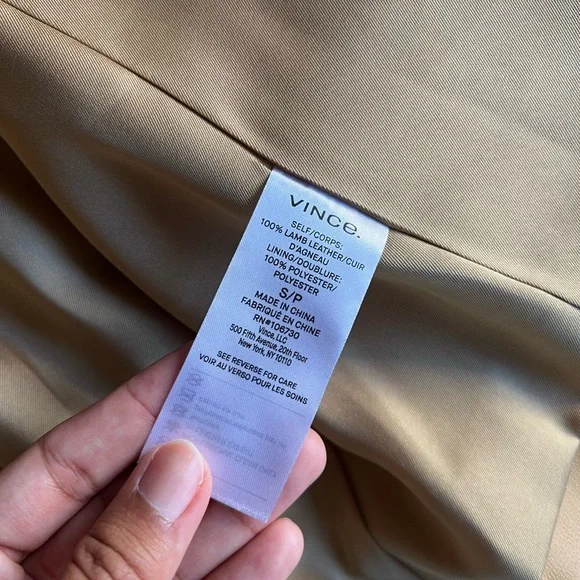 VINCe.
SELF/CORPS:
100% LAMB LEATHER/CUIR
D'AGNEAU
LINING/DOUBLURE:
100% POLYESTER/
POLYESTER
S/P
MADE IN CHINA
FABRIQUÉ EN CHINE
RN#106730
Vince, LLC
500 Fifth Avenue, 20th Floor
New York, NY 10110
SEE REVERSE FOR CARE
VOIR AU VERSO POUR LES SOINS